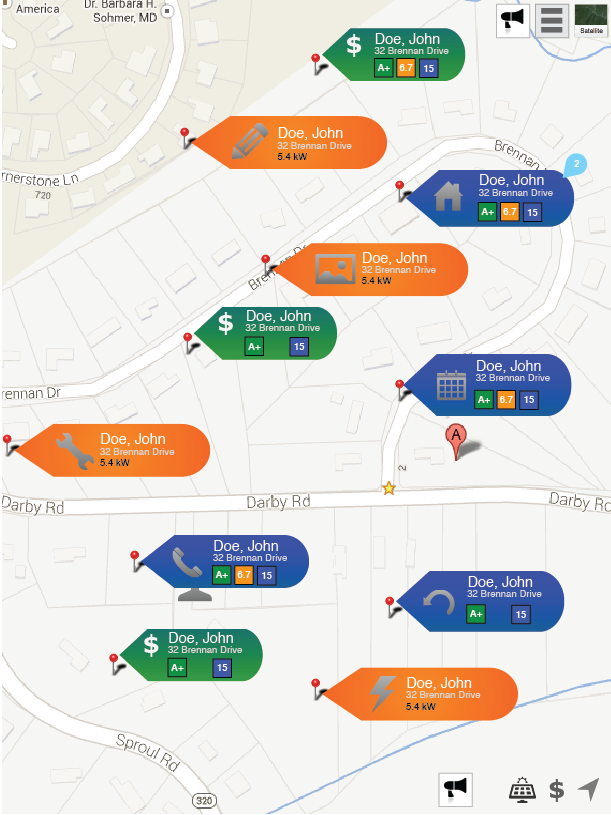 America
Dr. Barbara H.
Sohmer, MD
Satellite
$
Doe, John
32 Brennan Drive
A+ 6.7 15
Doe, John
32 Brennan Drive
5.4 kW
Brennan
2
rnerstone Ln
720
Doe, John
32 Brennan Drive
A+ 6.7 15
Brennan Dr
Doe, John
32 Brennan Drive
5.4 kW
$
Doe, John
32 Brennan Drive
A+ 15
Doe, John
32 Brennan Drive
A+ 6.7 15
rennan Dr
Doe, John
32 Brennan Drive
5.4 kW
A
2
Darby Rd
Darby Rd
Darby Rd
Doe, John
32 Brennan Drive
A+ 6.7 15
Doe, John
32 Brennan Drive
A+ 15
$
Doe, John
32 Brennan Drive
A+ 15
Doe, John
32 Brennan Drive
5.4 kW
Sproul Rd
320
$